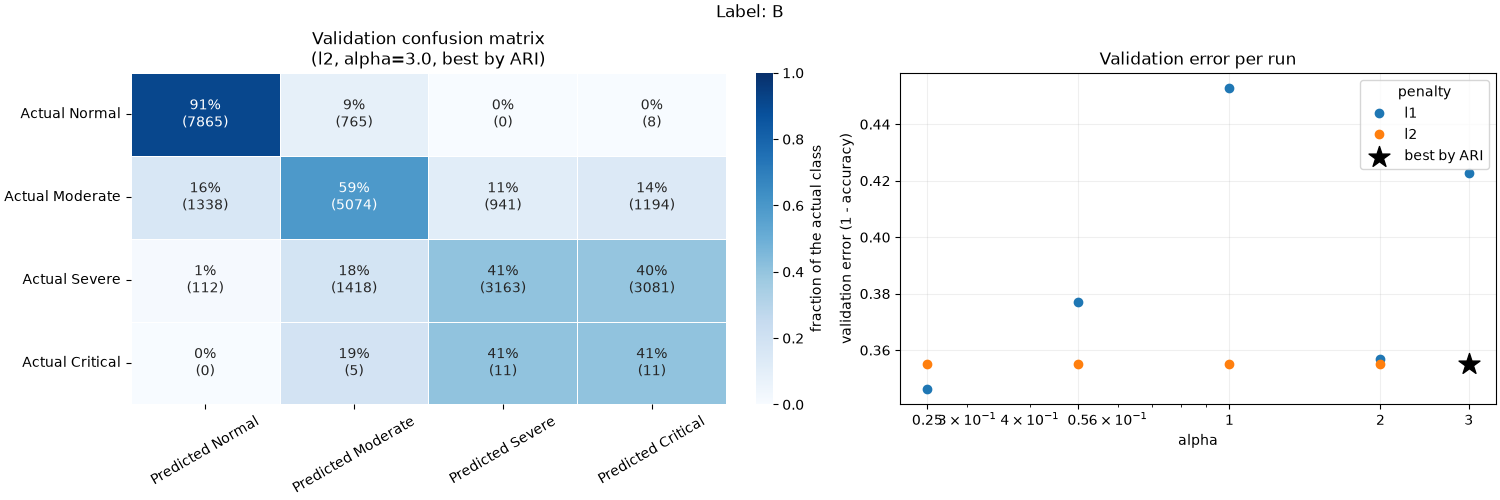 Label: B
Validation confusion matrix
(l2, alpha=3.0, best by ARI)
Actual Normal
91%
(7865)
9%
(765)
0%
(0)
0%
(8)
Actual Moderate
16%
(1338)
59%
(5074)
11%
(941)
14%
(1194)
Actual Severe
1%
(112)
18%
(1418)
41%
(3163)
40%
(3081)
Actual Critical
0%
(0)
19%
(5)
41%
(11)
41%
(11)
Predicted Normal
Predicted Moderate
Predicted Severe
Predicted Critical
1.0
0.8
0.6
0.4
0.2
0.0
fraction of the actual class
Validation error per run
validation error (1 - accuracy)
0.44
0.42
0.40
0.38
0.36
penalty
l1
l2
best by ARI
0.25
3 × 10⁻¹
4 × 10⁻¹
0.5
6 × 10⁻¹
1
2
3
alpha